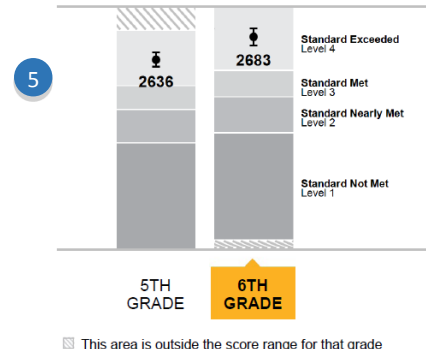 5
2636
2683
Standard Exceeded
Level 4
Standard Met
Level 3
Standard Nearly Met
Level 2
Standard Not Met
Level 1
5TH
GRADE
6TH
GRADE
This area is outside the score range for that grade